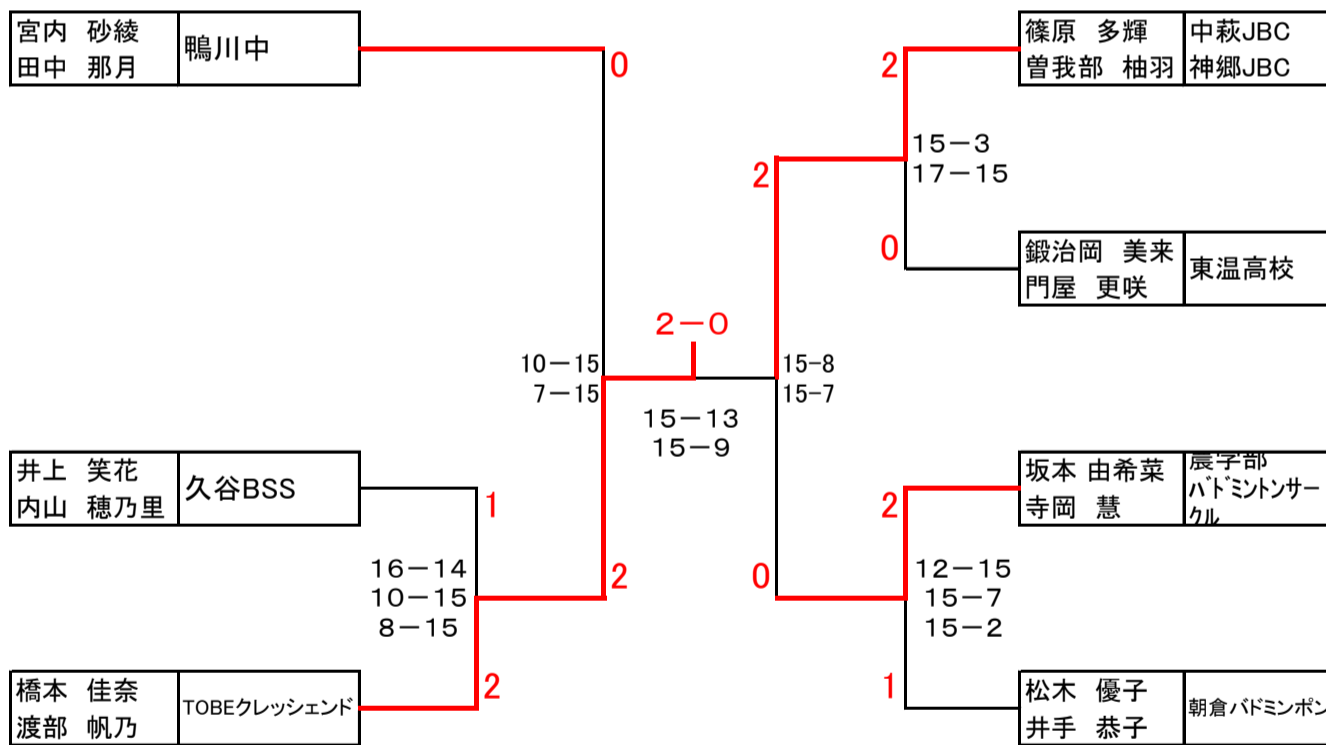 宮内 砂綾
田中 那月
鴨川中
0
10－15
7－15
井上 笑花
内山 穂乃里
久谷BSS
1
16－14
10－15
8－15
2
橋本 佳奈
渡部 帆乃
TOBEクレッシェンド
2
2－0
15－13
15－9
篠原 多輝
曽我部 柚羽
中萩JBC
神郷JBC
2
15－3
17－15
2
0
鍛治岡 美来
門屋 更咲
東温高校
15-8
15-7
坂本 由希菜
寺岡 慧
農学部
バドミントンサー
クル
2
0
12－15
15－7
15－2
1
松木 優子
井手 恭子
朝倉バドミンポン